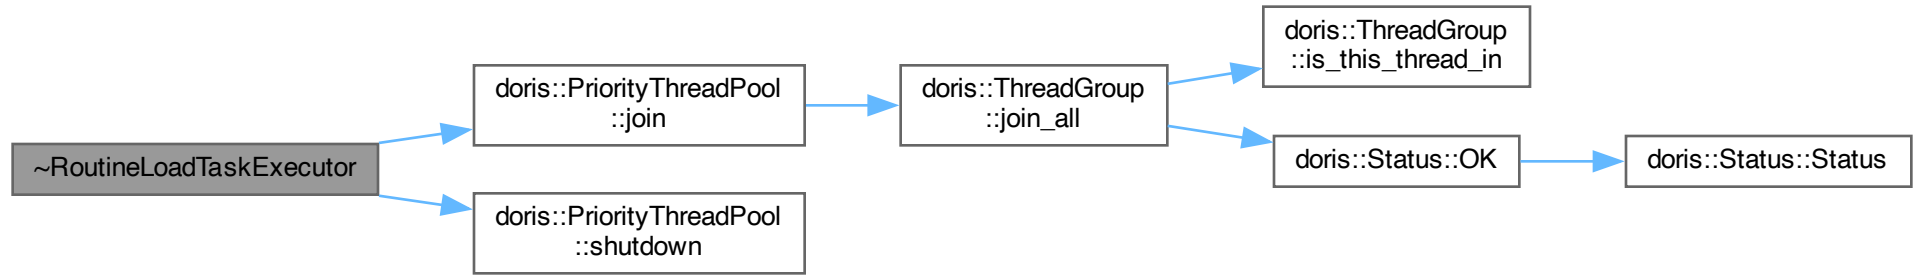 ~RoutineLoadTaskExecutor
doris::PriorityThreadPool
::join
doris::PriorityThreadPool
::shutdown
doris::ThreadGroup
::join_all
doris::ThreadGroup
::is_this_thread_in
doris::Status::OK
doris::Status::Status